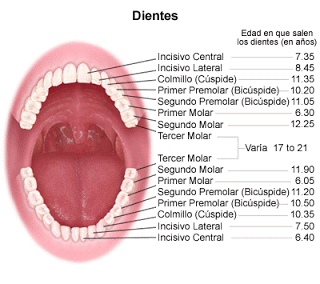 Dientes
Edad en que salen
los dientes (en años)
Incisivo Central 7.35
Incisivo Lateral 8.45
Colmillo (Cúspide) 11.35
Primer Premolar (Bicúspide) 10.20
Segundo Premolar (Bicúspide) 11.05
Primer Molar 6.30
Segundo Molar 12.25
Tercer Molar
Varía 17 to 21
Tercer Molar
Segundo Molar 11.90
Primer Molar 6.05
Segundo Premolar (Bicúspide) 11.20
Primer Premolar (Bicúspide) 10.50
Colmillo (Cúspide) 10.35
Incisivo Lateral 7.50
Incisivo Central 6.40